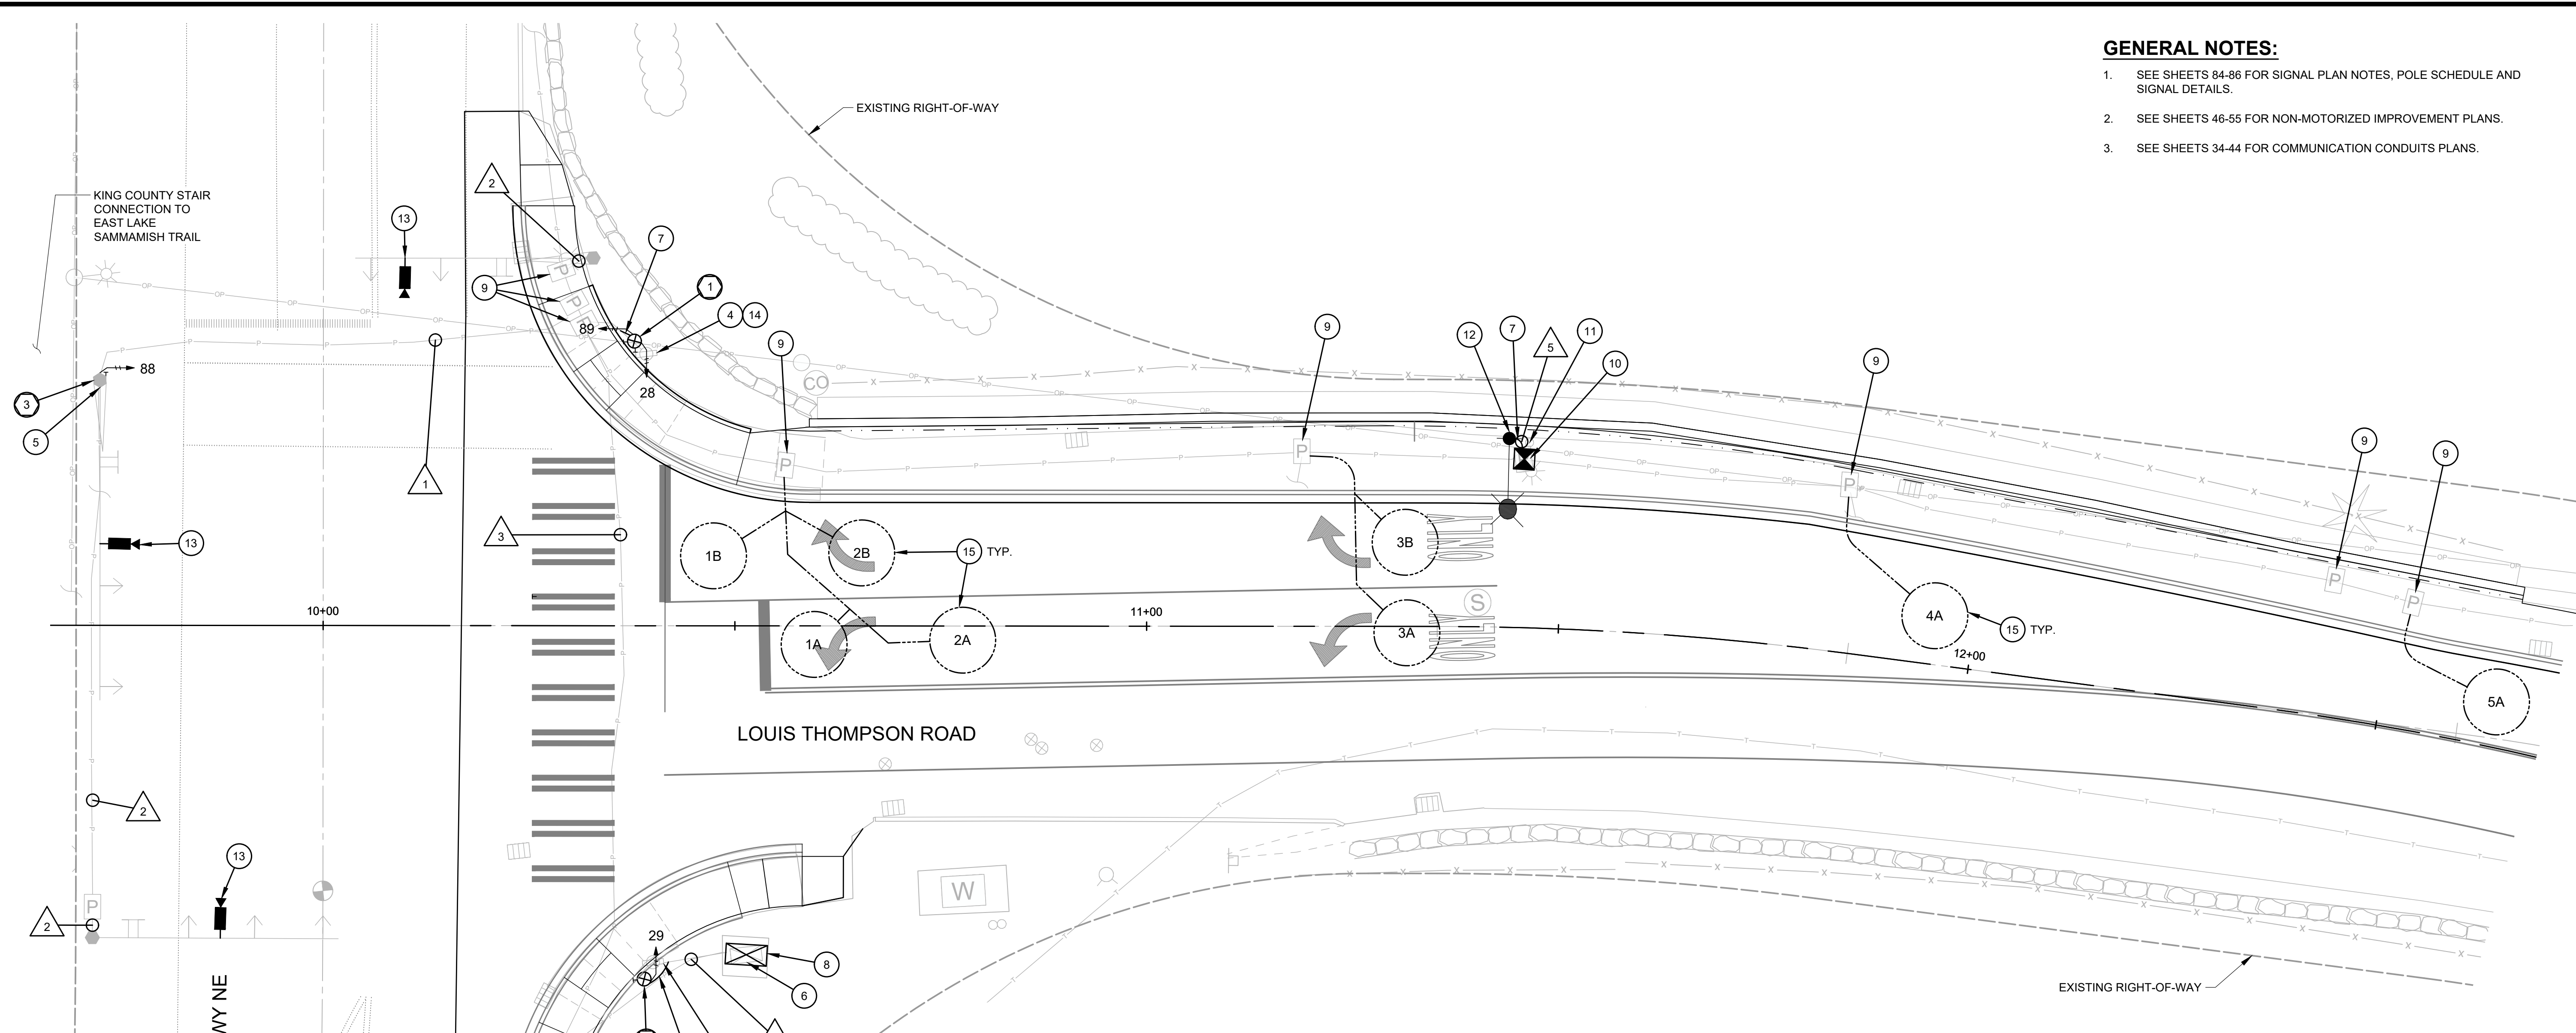 GENERAL NOTES:
1. SEE SHEETS 84-86 FOR SIGNAL PLAN NOTES, POLE SCHEDULE AND
SIGNAL DETAILS.
2. SEE SHEETS 46-55 FOR NON-MOTORIZED IMPROVEMENT PLANS.
3. SEE SHEETS 34-44 FOR COMMUNICATION CONDUITS PLANS.
EXISTING RIGHT-OF-WAY
KING COUNTY STAIR
CONNECTION TO
EAST LAKE
SAMMAMISH TRAIL
13
2
7
1
9
4 14
89
28
9
88
3
5
1
CO
9
12
7
5
11
10
9
9
9
P
P
P
P
P
P
P
P
P
13
3
1B
2B
15 TYP.
3B
10+00
11+00
S
1A
2A
3A
4A
15 TYP.
12+00
5A
LOUIS THOMPSON ROAD
2
13
2
P
W
29
8
6
WY NE
EXISTING RIGHT-OF-WAY